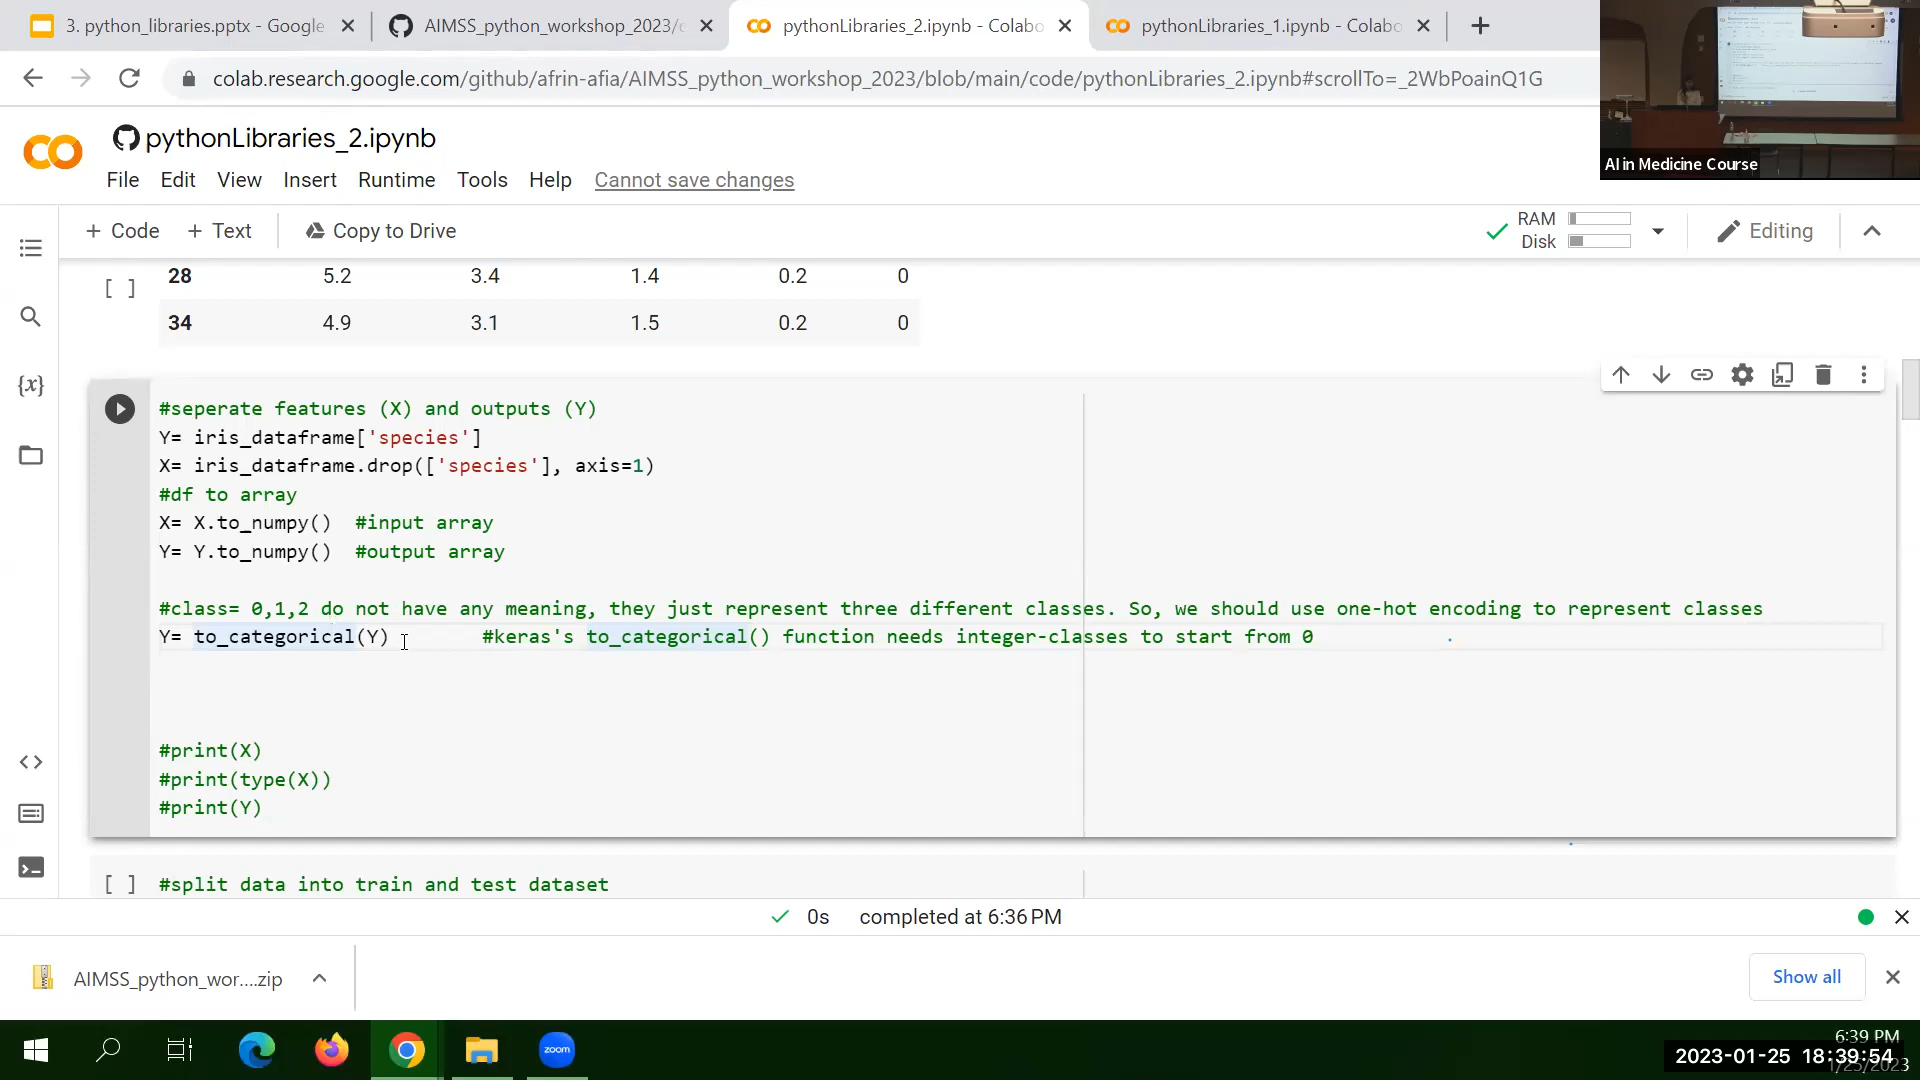 3. python_libraries.pptx - Google
AIMSS_python_workshop_2023/
pythonLibraries_2.ipynb - Colabo
pythonLibraries_1.ipynb - Colabo
colab.research.google.com/github/afrin-afia/AIMSS_python_workshop_2023/blob/main/code/pythonLibraries_2.ipynb#scrollTo=_2WbPoainQ1G
AI in Medicine Course
pythonLibraries_2.ipynb
File Edit View Insert Runtime Tools Help Cannot save changes
+ Code + Text Copy to Drive
RAM
Disk
Editing
[ ]
28 5.2 3.4 1.4 0.2 0
34 4.9 3.1 1.5 0.2 0
#seperate features (X) and outputs (Y)
Y= iris_dataframe['species']
X= iris_dataframe.drop(['species'], axis=1)
#df to array
X= X.to_numpy() #input array
Y= Y.to_numpy() #output array
#class= 0,1,2 do not have any meaning, they just represent three different classes. So, we should use one-hot encoding to represent classes
Y= to_categorical(Y) #keras's to_categorical() function needs integer-classes to start from 0
#print(X)
#print(type(X))
#print(Y)
[ ] #split data into train and test dataset
0s completed at 6:36 PM
AIMSS_python_wor....zip
Show all
zoom
6:39 PM
2023-01-25 18:39:54